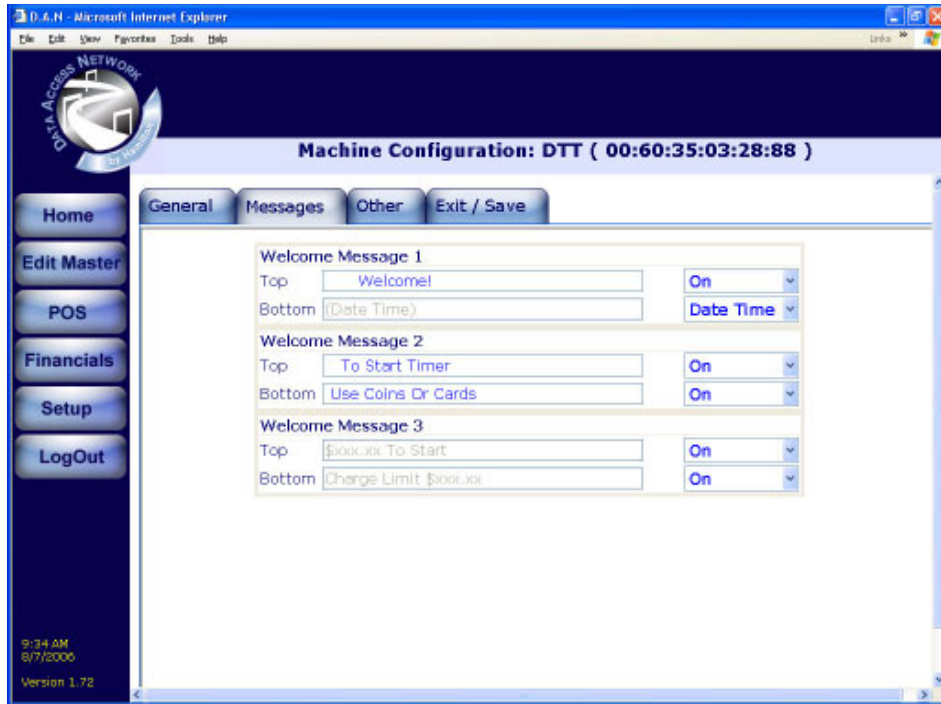 D.A.N - Microsoft Internet Explorer
File Edit View Favorites Tools Help
Links »
DATA ACCESS NETWORK
by Hamilton
Machine Configuration: DTT ( 00:60:35:03:28:88 )
General Messages Other Exit / Save
Home
Edit Master
POS
Financials
Setup
LogOut
Welcome Message 1
Top Welcome! On
Bottom (Date Time) Date Time
Welcome Message 2
Top To Start Timer On
Bottom Use Coins Or Cards On
Welcome Message 3
Top $xxx.xx To Start On
Bottom Charge Limit $xxx.xx On
9:34 AM
8/7/2006
Version 1.72